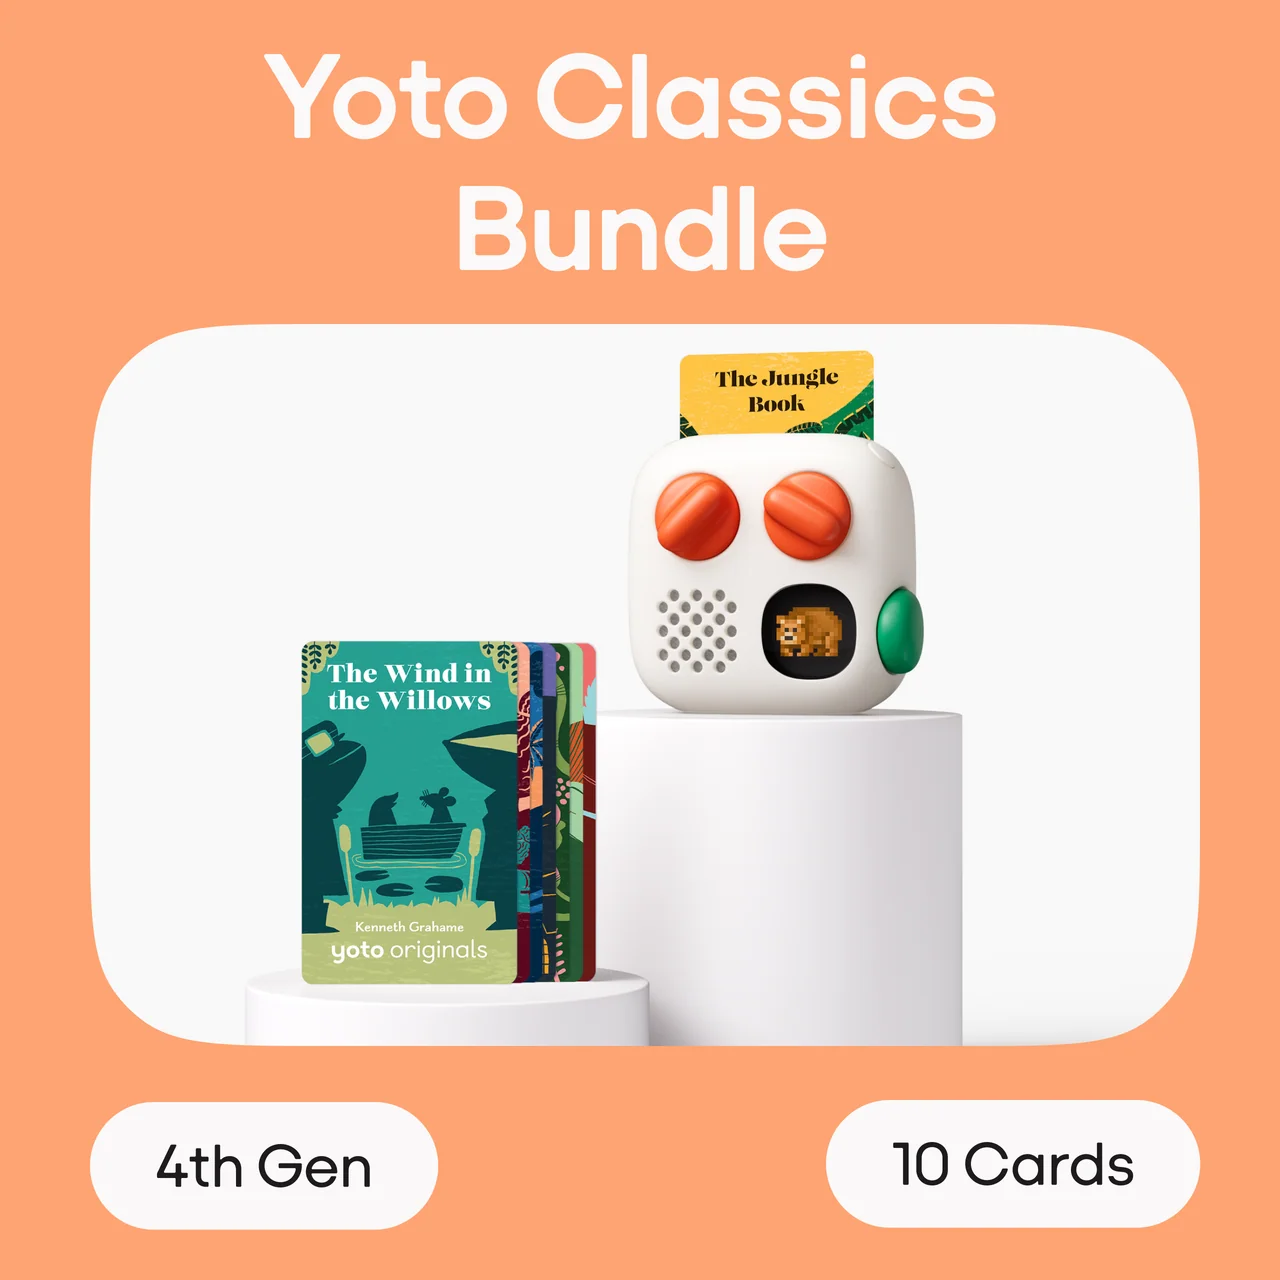 Yoto Classics
Bundle
The Jungle
Book
The Wind in
the Willows
Kenneth Grahame
yoto originals
4th Gen
10 Cards